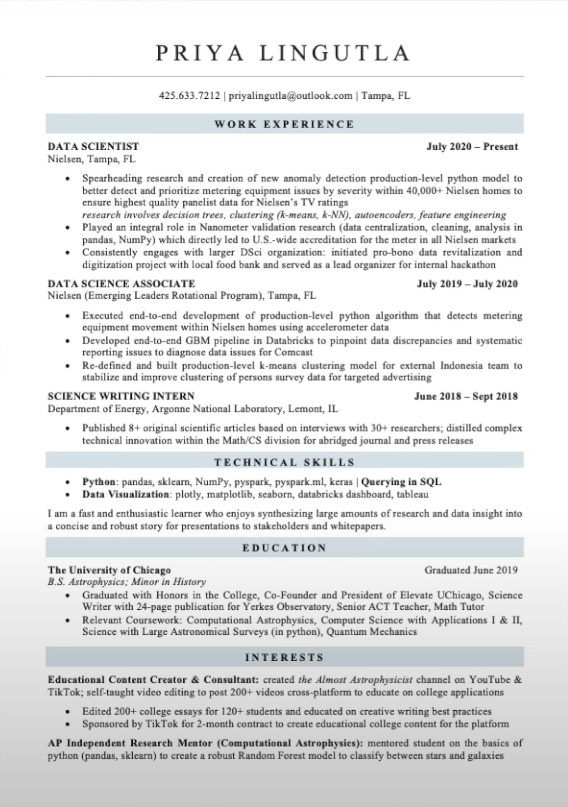 PRIYA LINGUTLA
425.633.7212 | priyalingutla@outlook.com | Tampa, FL
WORK EXPERIENCE
DATA SCIENTIST July 2020 – Present
Nielsen, Tampa, FL
• Spearheading research and creation of new anomaly detection production-level python model to
better detect and prioritize metering equipment issues by severity within 40,000+ Nielsen homes to
ensure highest quality panelist data for Nielsen's TV ratings
research involves decision trees, clustering (k-means, k-NN), autoencoders, feature engineering
• Played an integral role in Nanometer validation research (data centralization, cleaning, analysis in
pandas, NumPy) which directly led to U.S.-wide accreditation for the meter in all Nielsen markets
• Consistently engages with larger DSci organization: initiated pro-bono data revitalization and
digitization project with local food bank and served as a lead organizer for internal hackathon
DATA SCIENCE ASSOCIATE July 2019 – July 2020
Nielsen (Emerging Leaders Rotational Program), Tampa, FL
• Executed end-to-end development of production-level python algorithm that detects metering
equipment movement within Nielsen homes using accelerometer data
• Developed end-to-end GBM pipeline in Databricks to pinpoint data discrepancies and systematic
reporting issues to diagnose data issues for Comcast
• Re-defined and built production-level k-means clustering model for external Indonesia team to
stabilize and improve clustering of persons survey data for targeted advertising
SCIENCE WRITING INTERN June 2018 – Sept 2018
Department of Energy, Argonne National Laboratory, Lemont, IL
• Published 8+ original scientific articles based on interviews with 30+ researchers; distilled complex
technical innovation within the Math/CS division for abridged journal and press releases
TECHNICAL SKILLS
• Python: pandas, sklearn, NumPy, pyspark, pyspark.ml, keras | Querying in SQL
• Data Visualization: plotly, matplotlib, seaborn, databricks dashboard, tableau
I am a fast and enthusiastic learner who enjoys synthesizing large amounts of research and data insight into
a concise and robust story for presentations to stakeholders and whitepapers.
EDUCATION
The University of Chicago Graduated June 2019
B.S. Astrophysics; Minor in History
• Graduated with Honors in the College, Co-Founder and President of Elevate UChicago, Science
Writer with 24-page publication for Yerkes Observatory, Senior ACT Teacher, Math Tutor
• Relevant Coursework: Computational Astrophysics, Computer Science with Applications I & II,
Science with Large Astronomical Surveys (in python), Quantum Mechanics
INTERESTS
Educational Content Creator & Consultant: created the Almost Astrophysicist channel on YouTube &
TikTok; self-taught video editing to post 200+ videos cross-platform to educate on college applications
• Edited 200+ college essays for 120+ students and educated on creative writing best practices
• Sponsored by TikTok for 2-month contract to create educational college content for the platform
AP Independent Research Mentor (Computational Astrophysics): mentored student on the basics of
python (pandas, sklearn) to create a robust Random Forest model to classify between stars and galaxies